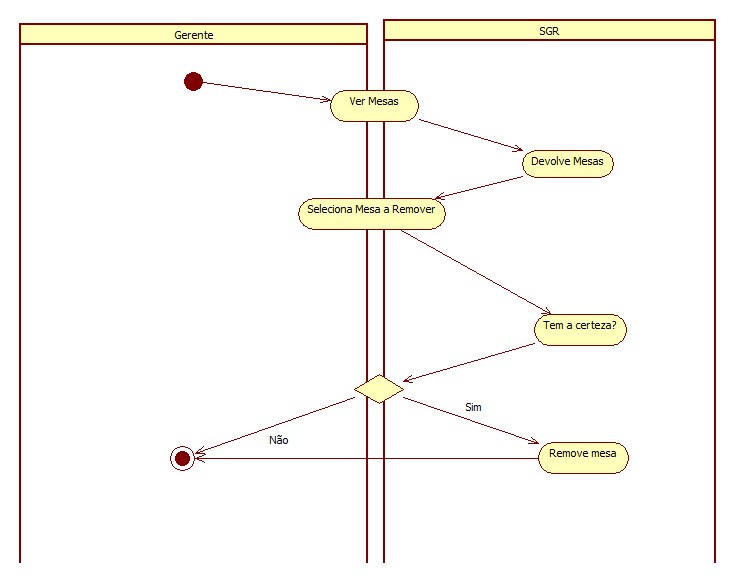 Gerente
SGR
Ver Mesas
Devolve Mesas
Seleciona Mesa a Remover
Tem a certeza?
Sim
Não
Remove mesa